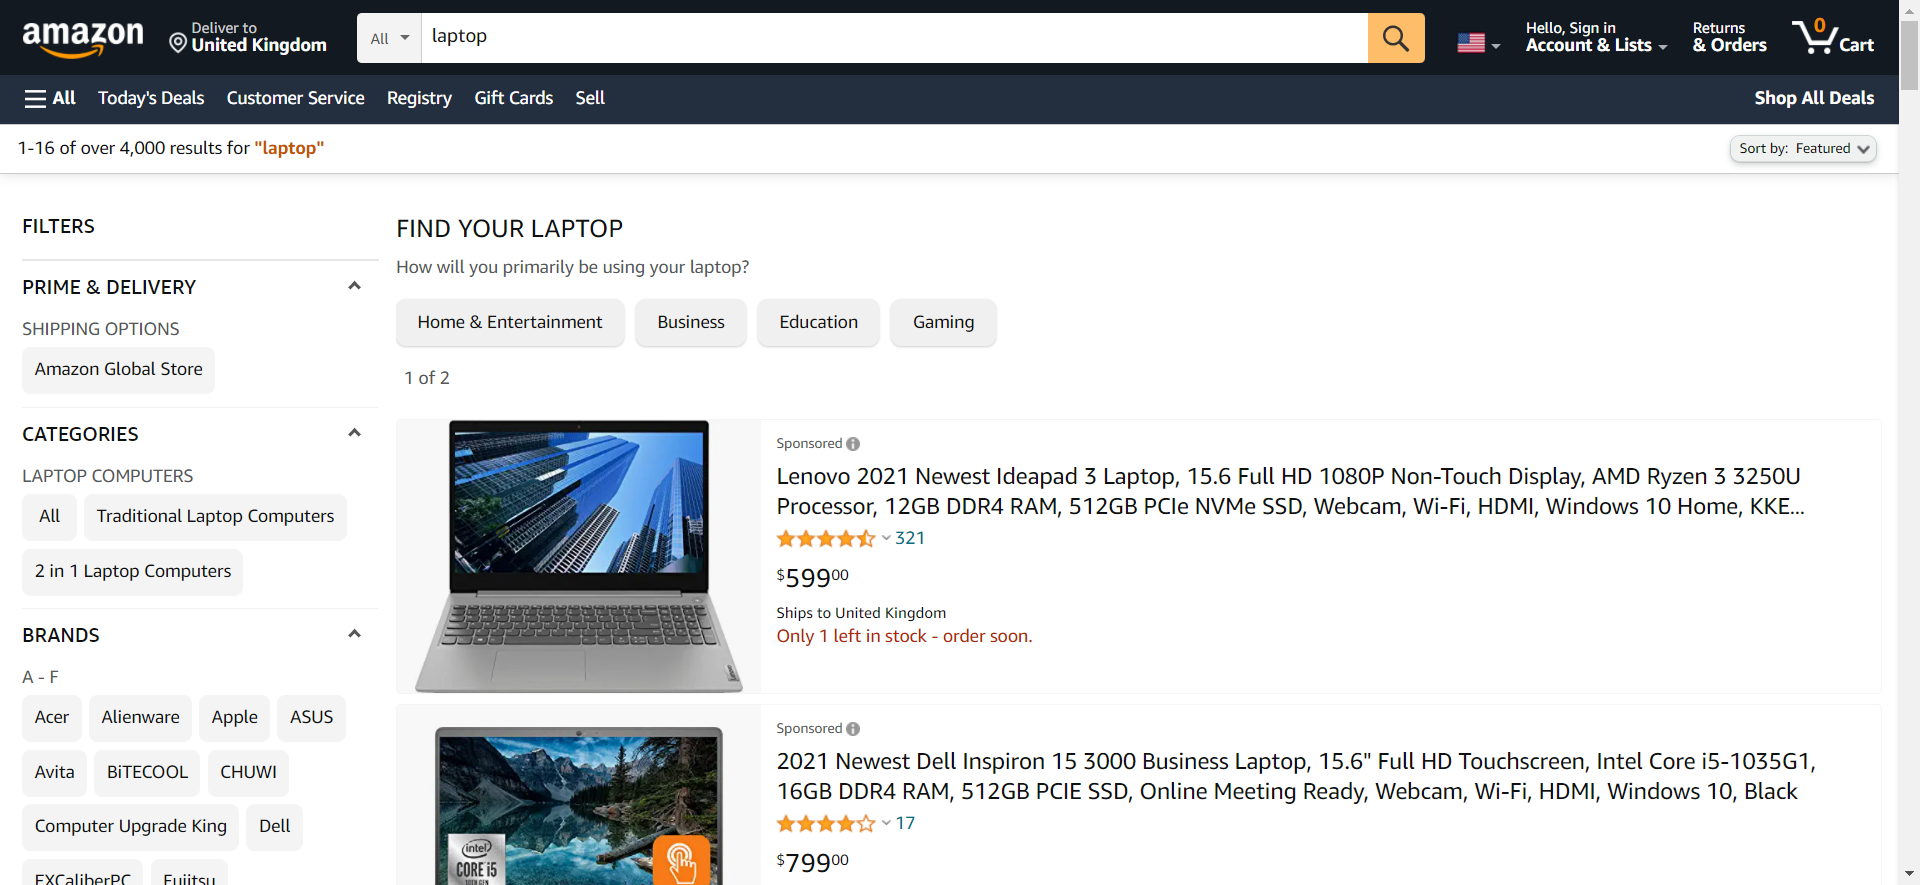 amazon
Deliver to
United Kingdom
All
laptop
Hello, Sign in
Account & Lists
Returns
& Orders
0
Cart
All
Today's Deals
Customer Service
Registry
Gift Cards
Sell
Shop All Deals
1-16 of over 4,000 results for "laptop"
Sort by: Featured
FILTERS
PRIME & DELIVERY
SHIPPING OPTIONS
Amazon Global Store
CATEGORIES
LAPTOP COMPUTERS
All
Traditional Laptop Computers
2 in 1 Laptop Computers
BRANDS
A - F
Acer
Alienware
Apple
ASUS
Avita
BiTECOOL
CHUWI
Computer Upgrade King
Dell
EXCaliberPC
Fujitsu
FIND YOUR LAPTOP
How will you primarily be using your laptop?
Home & Entertainment
Business
Education
Gaming
1 of 2
Lenovo
Sponsored
Lenovo 2021 Newest Ideapad 3 Laptop, 15.6 Full HD 1080P Non-Touch Display, AMD Ryzen 3 3250U
Processor, 12GB DDR4 RAM, 512GB PCIe NVMe SSD, Webcam, Wi-Fi, HDMI, Windows 10 Home, KKE...
321
$59900
Ships to United Kingdom
Only 1 left in stock - order soon.
intel
CORE i5
10TH GEN
Sponsored
2021 Newest Dell Inspiron 15 3000 Business Laptop, 15.6" Full HD Touchscreen, Intel Core i5-1035G1,
16GB DDR4 RAM, 512GB PCIE SSD, Online Meeting Ready, Webcam, Wi-Fi, HDMI, Windows 10, Black
17
$79900